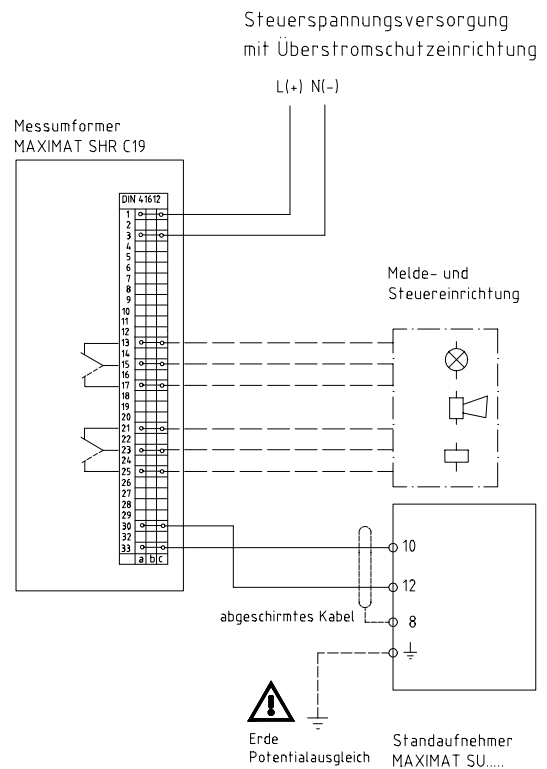 Steuerspannungsversorgung
mit Überstromschutzeinrichtung
L(+) N(-)
Messumformer
MAXIMAT SHR C19
DIN 41612
1
2
3
4
5
6
7
8
9
10
11
12
13
14
15
16
17
18
19
20
21
22
23
24
25
26
27
28
29
30
32
33
a b c
Melde- und
Steuereinrichtung
10
12
8
abgeschirmtes Kabel
Erde
Potentialausgleich
Standaufnehmer
MAXIMAT SU.....